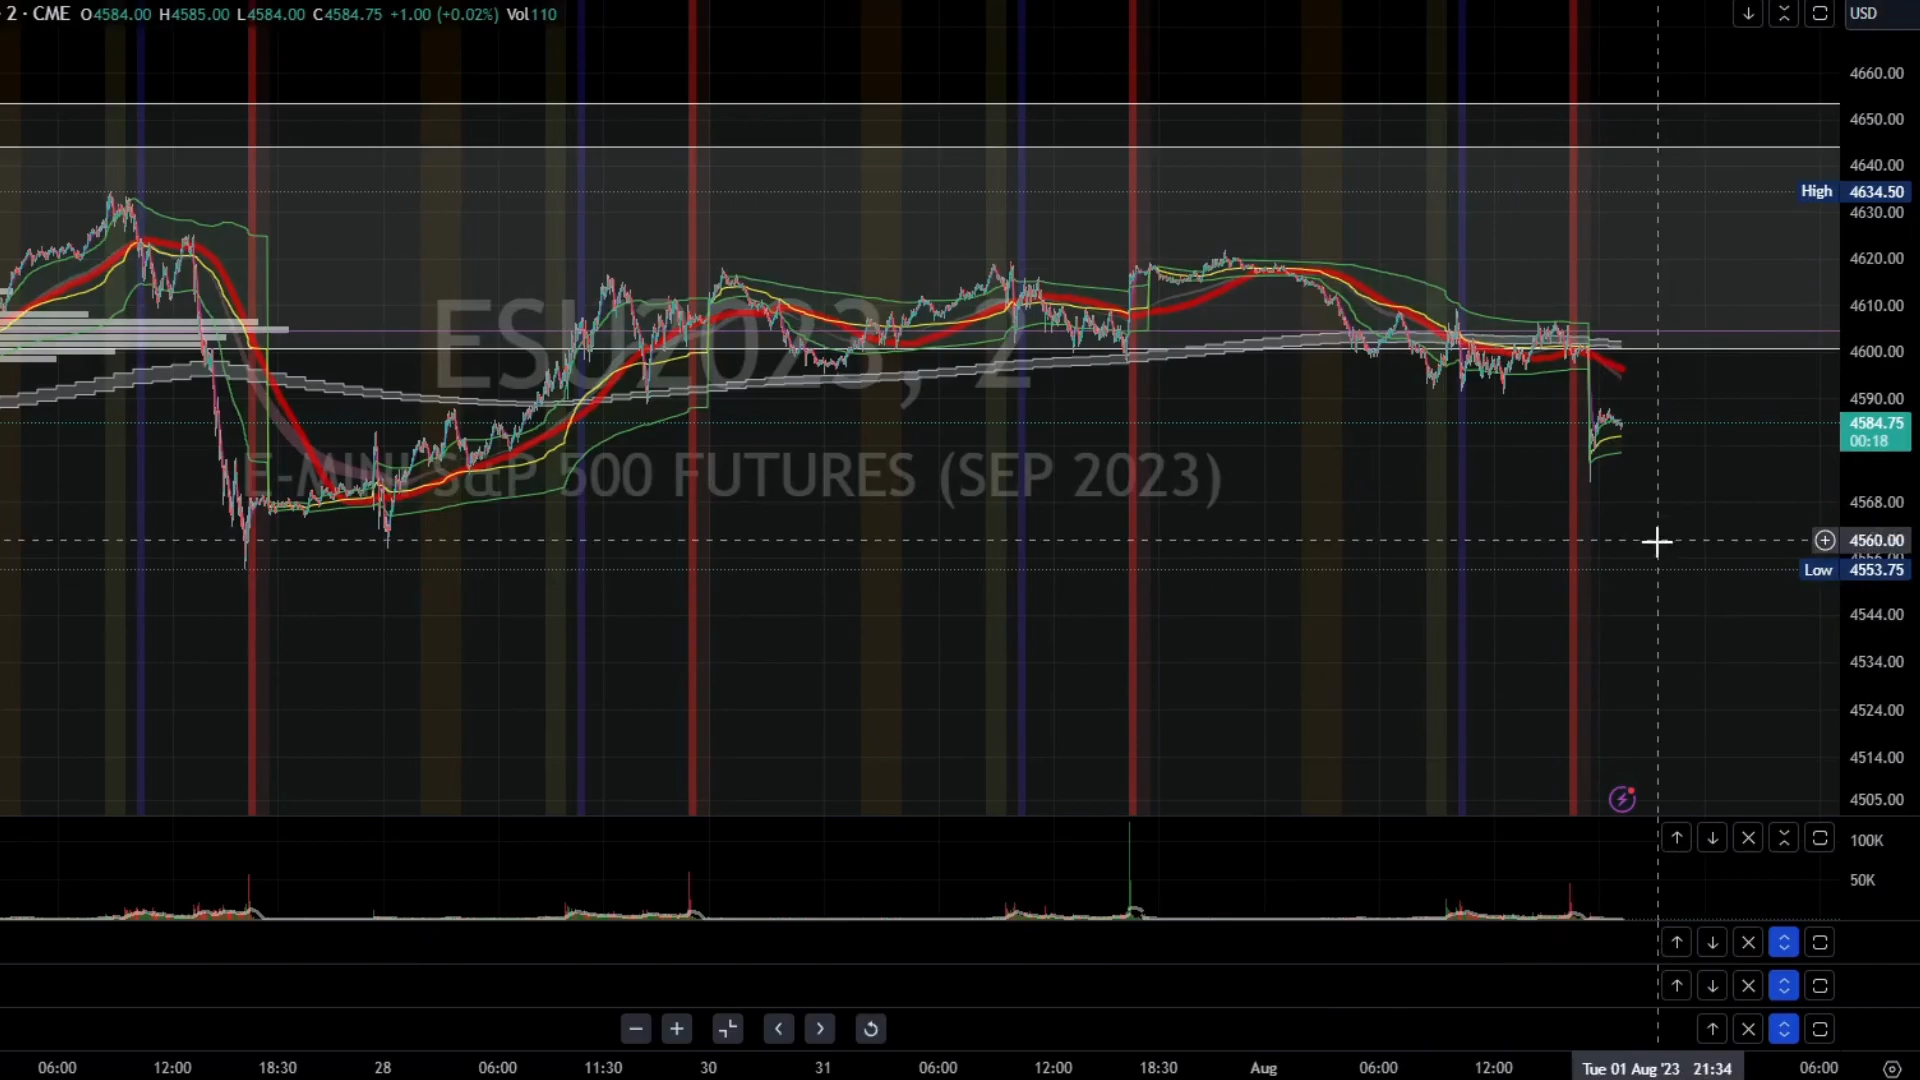 · 2 · CME O4584.00 H4585.00 L4584.00 C4584.75 +1.00 (+0.02%) Vol110
USD
4660.00
4650.00
4640.00
High 4634.50
4630.00
4620.00
4610.00
4600.00
4590.00
4584.75
00:18
4568.00
4560.00
Low 4553.75
4544.00
4534.00
4524.00
4514.00
4505.00
ESU2023, 2
E-MINI S&P 500 FUTURES (SEP 2023)
100K
50K
06:00 12:00 18:30 28 06:00 11:30 30 31 06:00 12:00 18:30 Aug 06:00 12:00 Tue 01 Aug '23 21:34 06:00